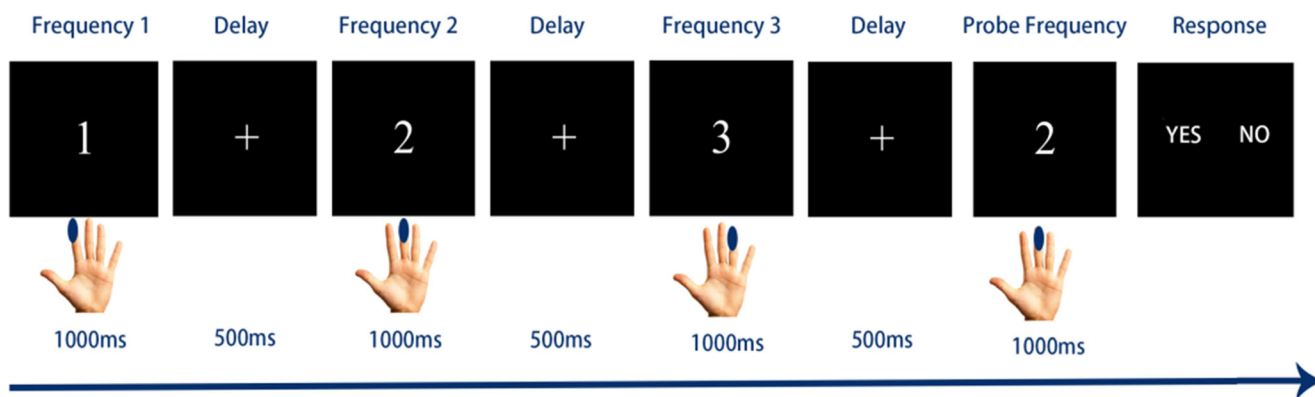 Frequency 1 Delay Frequency 2 Delay Frequency 3 Delay Probe Frequency Response
1 + 2 + 3 + 2 YES NO
1000ms 500ms 1000ms 500ms 1000ms 500ms 1000ms